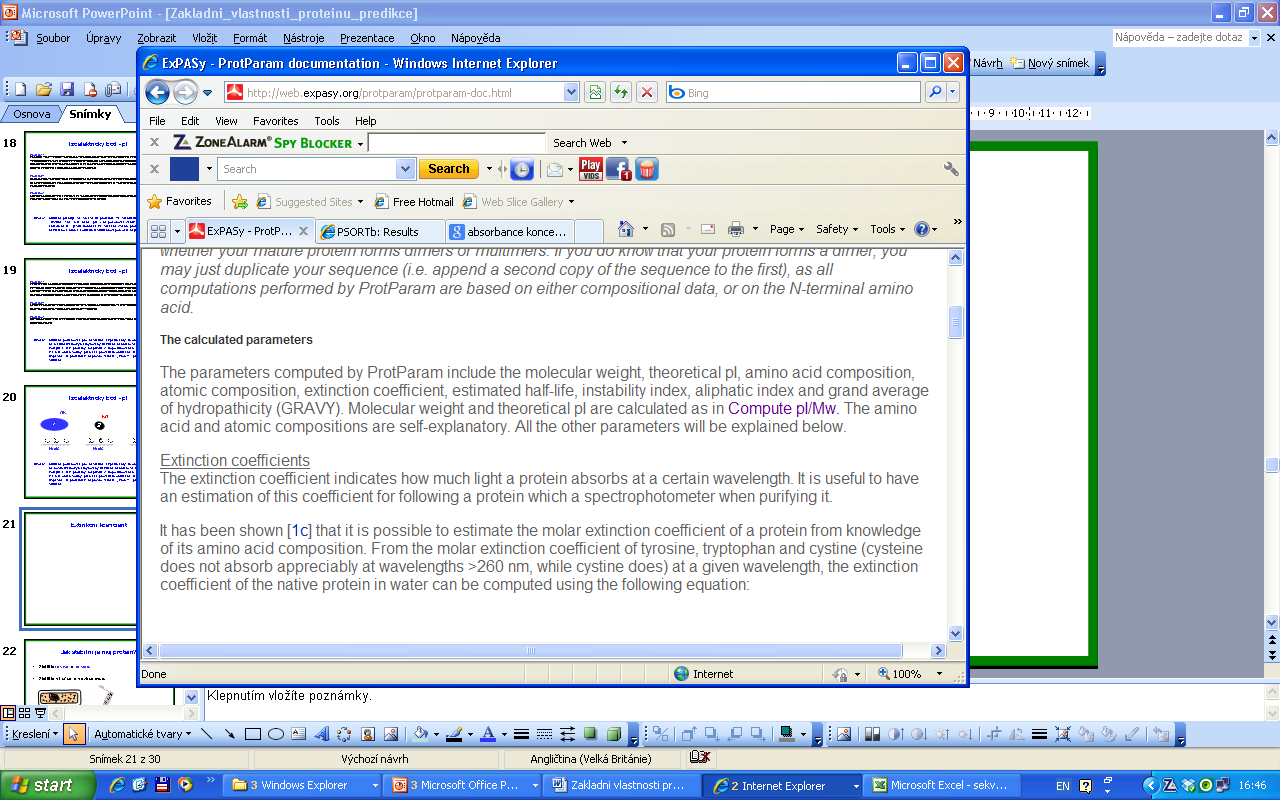 Microsoft PowerPoint - [Zakladni_vlastnosti_proteinu_predikce]
Soubor Úpravy Zobrazit Vložit Formát Nástroje Prezentace Okno Nápověda
Nápověda – zadejte dotaz
Návrh Nový snímek
Osnova Snímky
9 10 11 12
18
19
20
21
22
ExPASy - ProtParam documentation - Windows Internet Explorer
http://web.expasy.org/protparam/protparam-doc.html
Bing
File Edit View Favorites Tools Help
ZONEALARM® SPY BLOCKER
Search Web
Search
Search
Play VIDS
1
Favorites Suggested Sites Free Hotmail Web Slice Gallery
ExPASy - ProtP... PSORTb: Results absorbance konce...
Page Safety Tools
whether your mature protein forms dimers or multimers. If you do know that your protein forms a dimer, you
may just duplicate your sequence (i.e. append a second copy of the sequence to the first), as all
computations performed by ProtParam are based on either compositional data, or on the N-terminal amino
acid.
The calculated parameters
The parameters computed by ProtParam include the molecular weight, theoretical pI, amino acid composition,
atomic composition, extinction coefficient, estimated half-life, instability index, aliphatic index and grand average
of hydropathicity (GRAVY). Molecular weight and theoretical pI are calculated as in Compute pI/Mw. The amino
acid and atomic compositions are self-explanatory. All the other parameters will be explained below.
Extinction coefficients
The extinction coefficient indicates how much light a protein absorbs at a certain wavelength. It is useful to have
an estimation of this coefficient for following a protein which a spectrophotometer when purifying it.
It has been shown [1c] that it is possible to estimate the molar extinction coefficient of a protein from knowledge
of its amino acid composition. From the molar extinction coefficient of tyrosine, tryptophan and cystine (cysteine
does not absorb appreciably at wavelengths >260 nm, while cystine does) at a given wavelength, the extinction
coefficient of the native protein in water can be computed using the following equation:
Done
Internet
100%
Klepnutím vložíte poznámky.
Kreslení Automatické tvary
Snímek 21 z 30 Výchozí návrh Angličtina (Velká Británie)
start
3 Windows Explorer
3 Microsoft Office P...
Zakladni vlastnosti pr...
2 Internet Explorer
Microsoft Excel - sekv...
EN
16:46